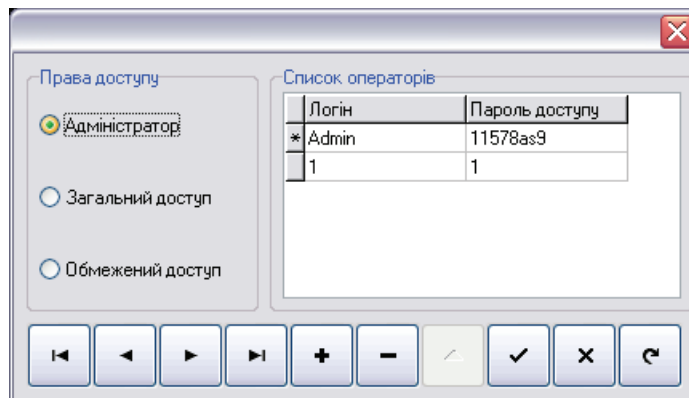 Права доступу
Адміністратор
Загальний доступ
Обмежений доступ
Список операторів
Логін Пароль доступу
* Admin 11578as9
1 1